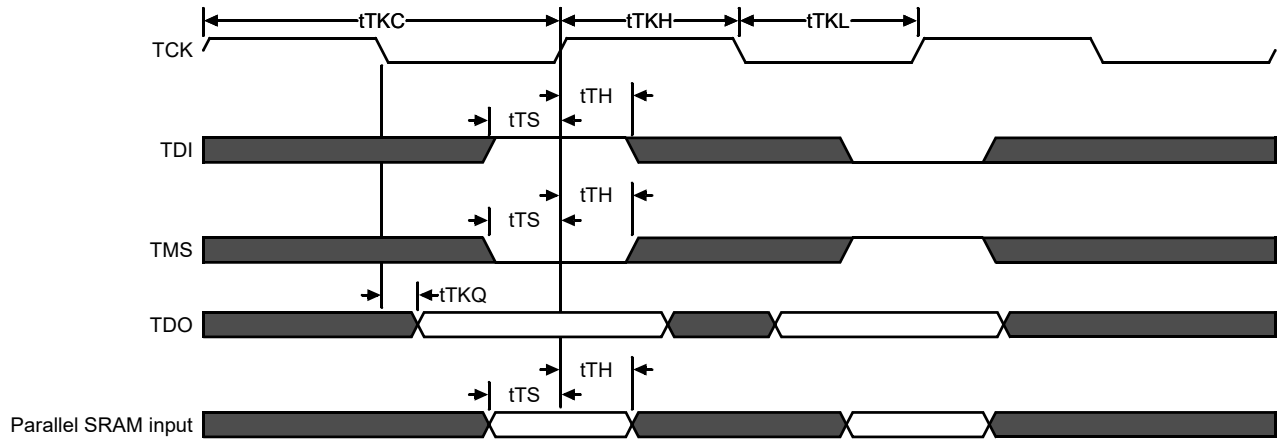 tTKC tTKH tTKL
TCK
tTH
tTS
TDI
tTH
tTS
TMS
tTKQ
TDO
tTH
tTS
Parallel SRAM input